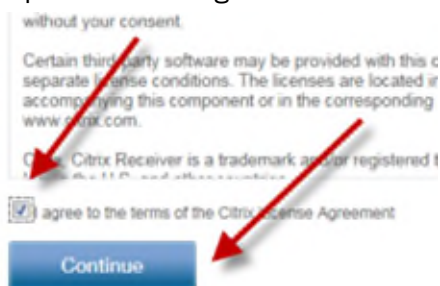 without your consent.
Certain third party software may be provided with this c
separate license conditions. The licenses are located in
accompanying this component or in the corresponding
www.citrix.com.
Citrix Receiver is a trademark and/or registered t
the U.S. and other countries
I agree to the terms of the Citrix License Agreement
Continue